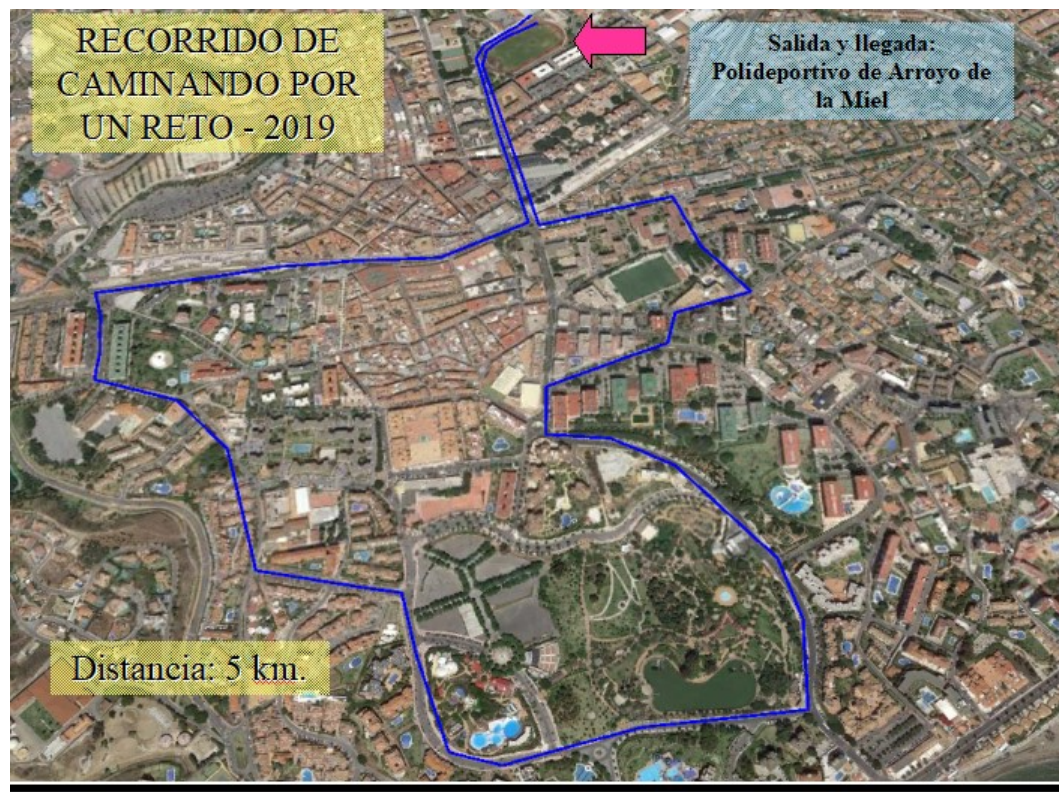 RECORRIDO DE
CAMINANDO POR
UN RETO - 2019
Salida y llegada:
Polideportivo de Arroyo de
la Miel
Distancia: 5 km.